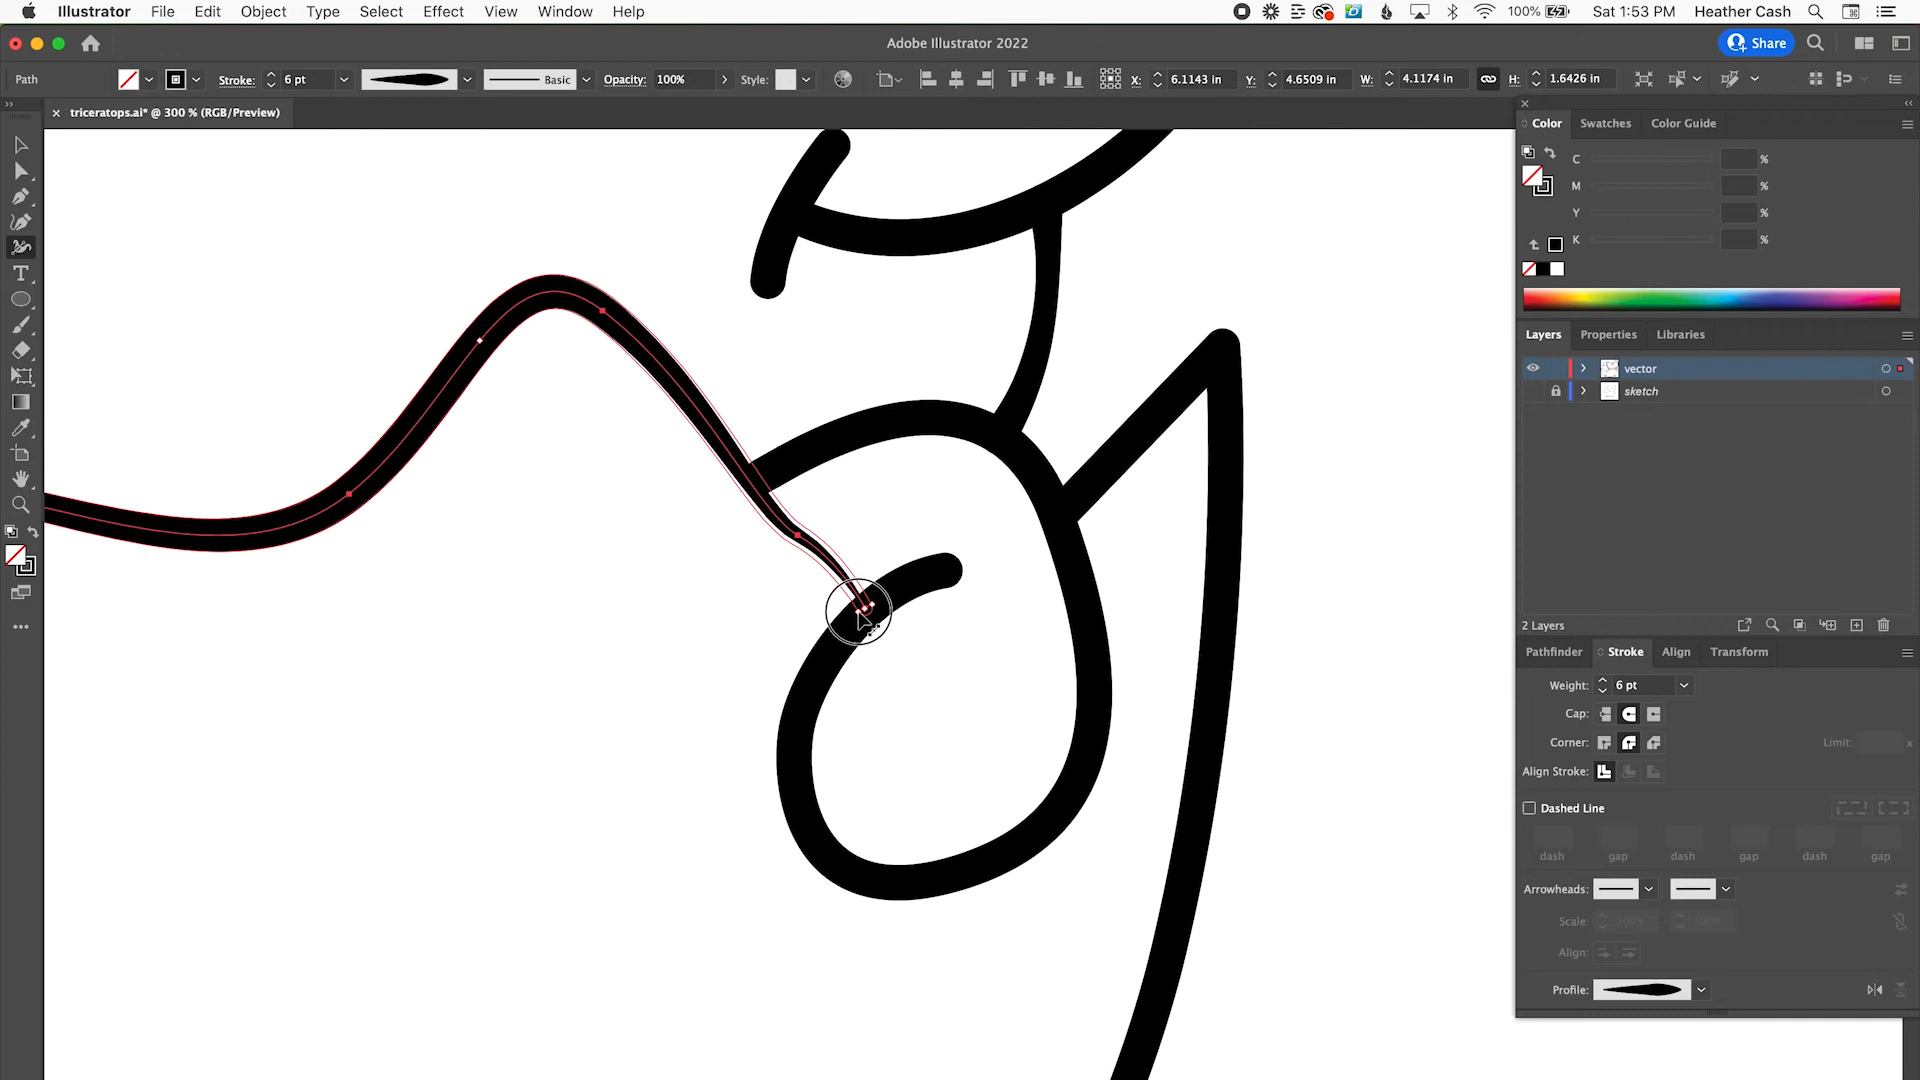 Illustrator File Edit Object Type Select Effect View Window Help 100% Sat 1:53 PM Heather Cash
Adobe Illustrator 2022 Share
Path Stroke: 6 pt Basic Opacity: 100% Style: X: 6.1143 in Y: 4.6509 in W: 4.1174 in H: 1.6426 in
triceratops.ai* @ 300 % (RGB/Preview)
Color Swatches Color Guide
C %
M %
Y %
K %
Layers Properties Libraries
vector
sketch
2 Layers
Pathfinder Stroke Align Transform
Weight: 6 pt
Cap:
Corner: Limit: x
Align Stroke:
Dashed Line
dash gap dash gap dash gap
Arrowheads:
Scale: 100% 100%
Align:
Profile: